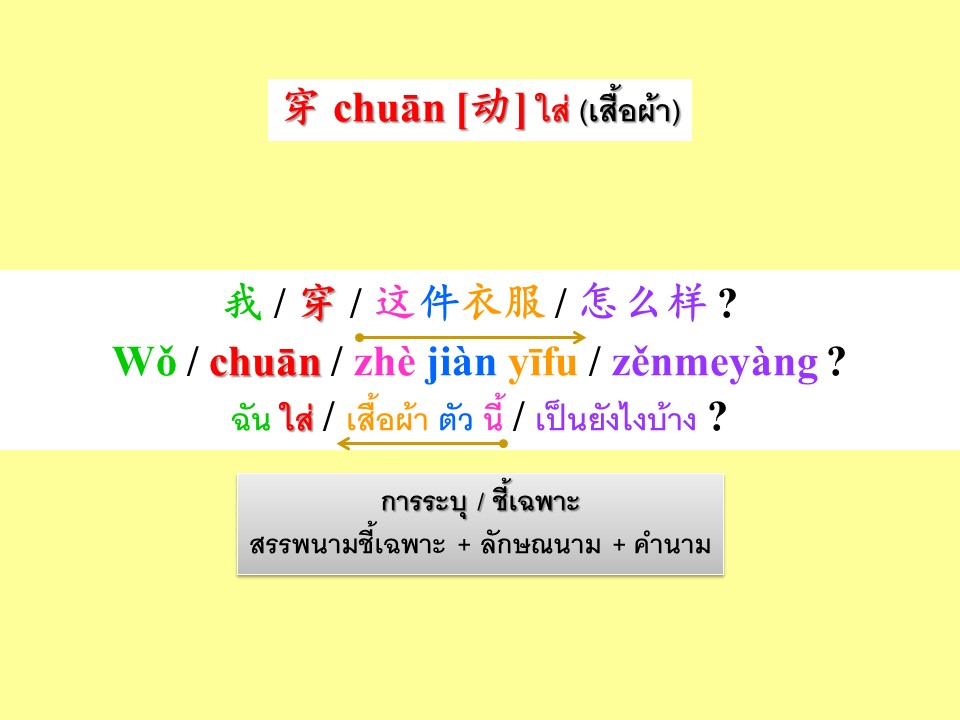 穿 chuān [动] ใส่ (เสื้อผ้า)
我 / 穿 / 这件衣服 / 怎么样 ?
Wǒ / chuān / zhè jiàn yīfu / zěnmeyàng ?
ฉัน ใส่ / เสื้อผ้า ตัว นี้ / เป็นยังไงบ้าง ?
การระบุ / ชี้เฉพาะ
สรรพนามชี้เฉพาะ + ลักษณนาม + คำนาม